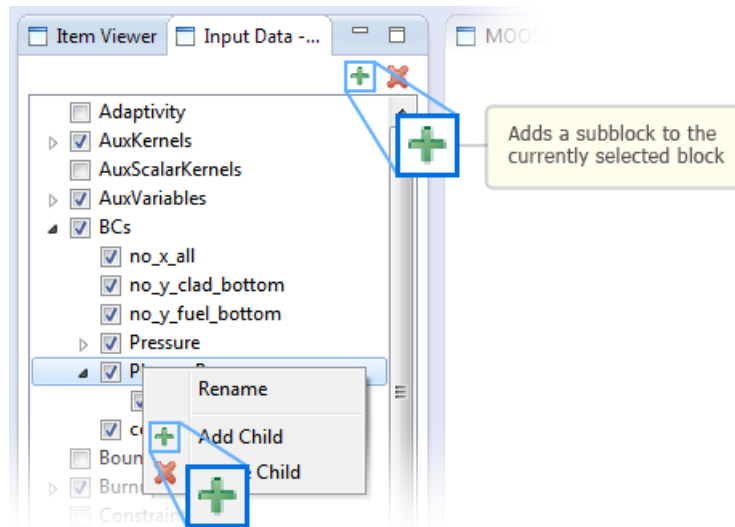 Item Viewer
Input Data -...
Adaptivity
AuxKernels
AuxScalarKernels
AuxVariables
BCs
no_x_all
no_y_clad_bottom
no_y_fuel_bottom
Pressure
Rename
Add Child
Child
Adds a subblock to the
currently selected block